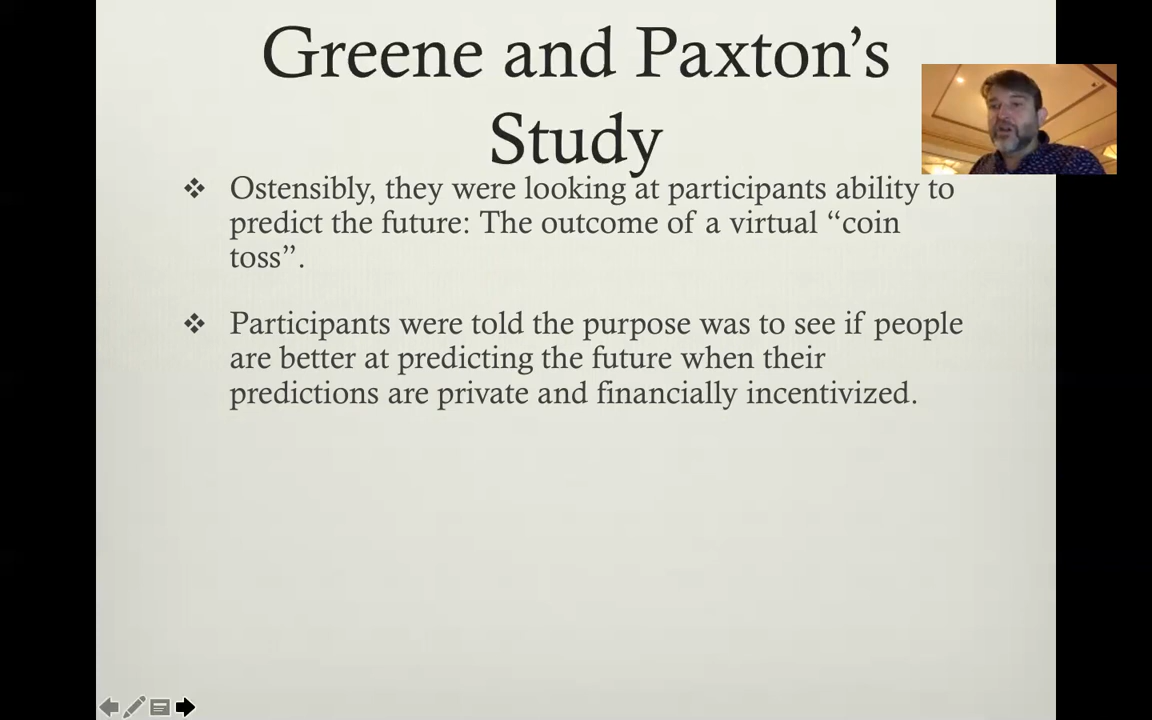 Greene and Paxton’s
Study
❖ Ostensibly, they were looking at participants ability to
predict the future: The outcome of a virtual “coin
toss”.
❖ Participants were told the purpose was to see if people
are better at predicting the future when their
predictions are private and financially incentivized.